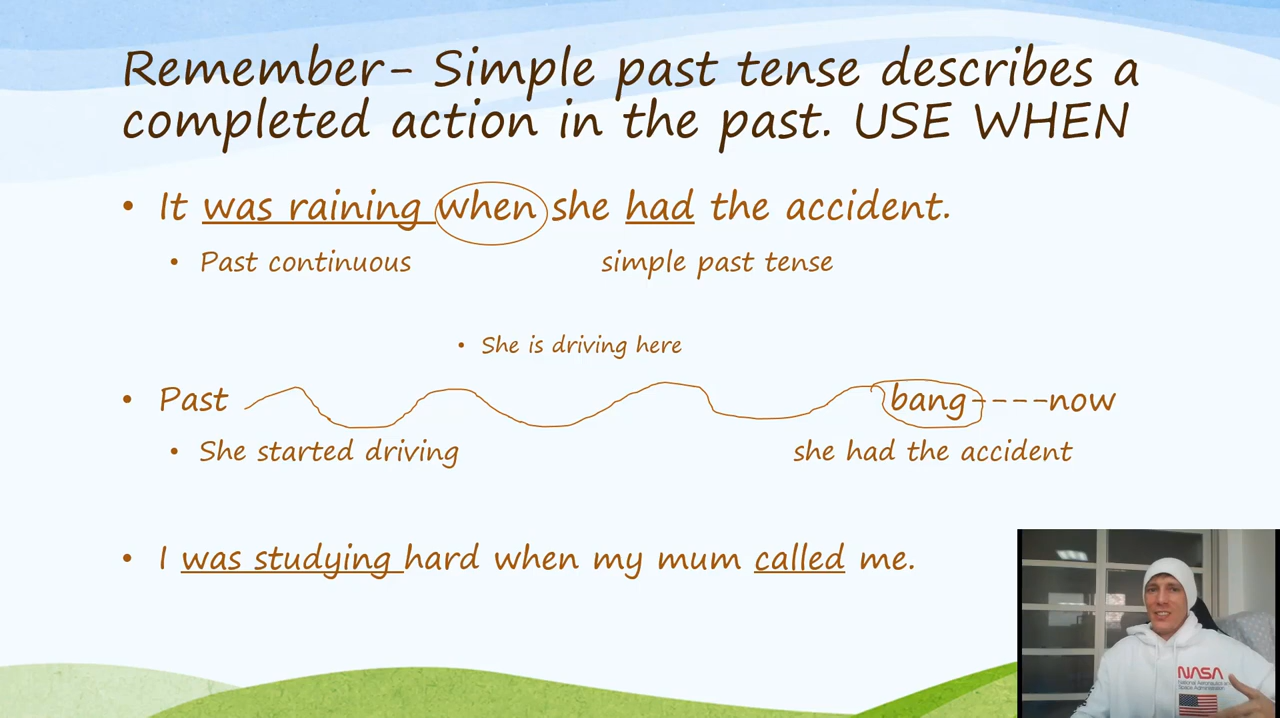 Remember- Simple past tense describes a
completed action in the past. USE WHEN
• It was raining when she had the accident.
• Past continuous simple past tense
• She is driving here
• Past bang----now
• She started driving she had the accident
• I was studying hard when my mum called me.
NASA